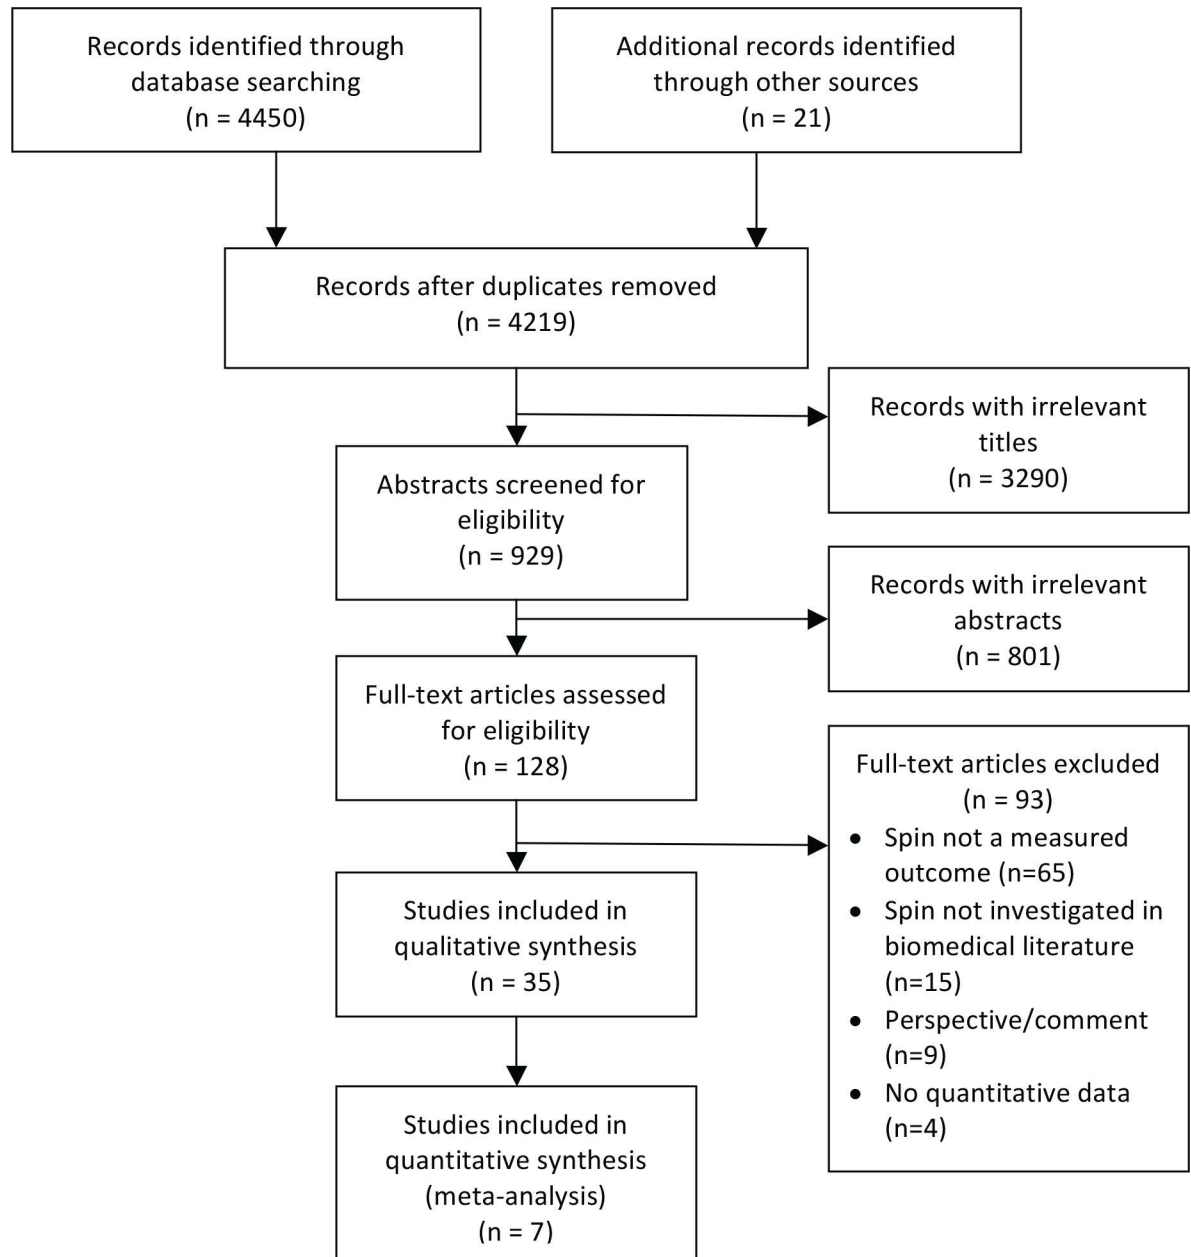 Records identified through
database searching
(n = 4450)
Additional records identified
through other sources
(n = 21)
Records after duplicates removed
(n = 4219)
Records with irrelevant
titles
(n = 3290)
Abstracts screened for
eligibility
(n = 929)
Records with irrelevant
abstracts
(n = 801)
Full-text articles assessed
for eligibility
(n = 128)
Full-text articles excluded
(n = 93)
• Spin not a measured
outcome (n=65)
• Spin not investigated in
biomedical literature
(n=15)
• Perspective/comment
(n=9)
• No quantitative data
(n=4)
Studies included in
qualitative synthesis
(n = 35)
Studies included in
quantitative synthesis
(meta-analysis)
(n = 7)